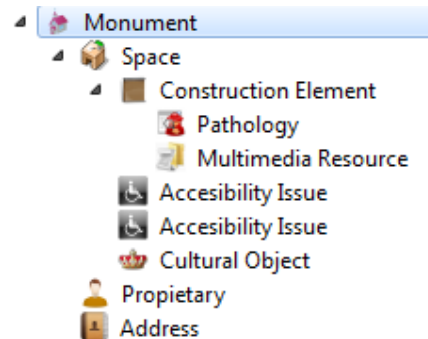 Monument
Space
Construction Element
Pathology
Multimedia Resource
Accesibility Issue
Accesibility Issue
Cultural Object
Propietary
Address